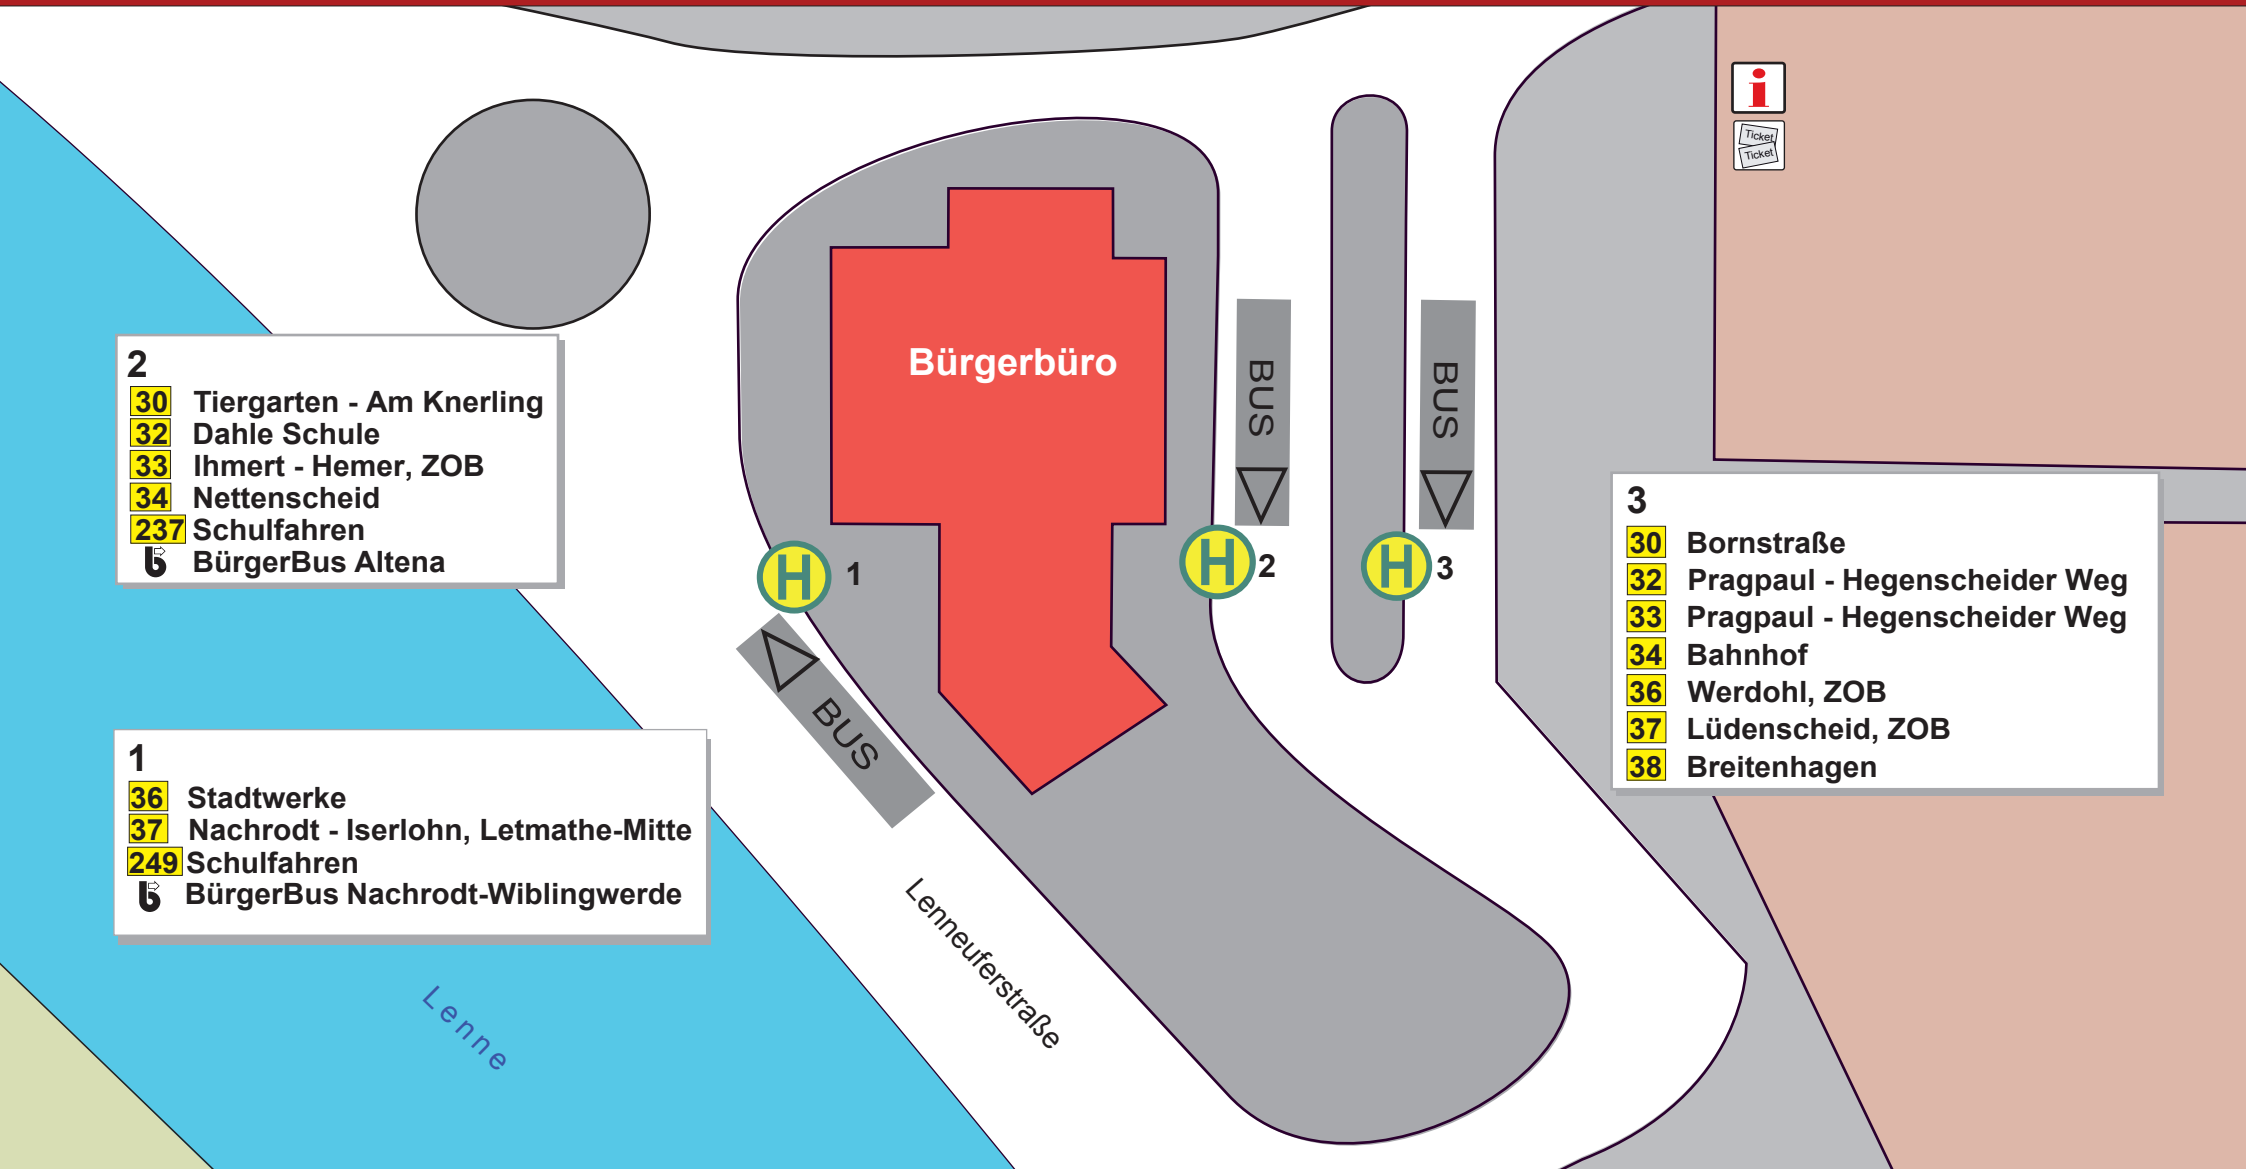 i
Ticket
Ticket
Bürgerbüro
BUS
BUS
2
30 Tiergarten - Am Knerling
32 Dahle Schule
33 Ihmert - Hemer, ZOB
34 Nettenscheid
237 Schulfahren
BürgerBus Altena
H 1
H 2
H 3
3
30 Bornstraße
32 Pragpaul - Hegenscheider Weg
33 Pragpaul - Hegenscheider Weg
34 Bahnhof
36 Werdohl, ZOB
37 Lüdenscheid, ZOB
38 Breitenhagen
BUS
1
36 Stadtwerke
37 Nachrodt - Iserlohn, Letmathe-Mitte
249 Schulfahren
BürgerBus Nachrodt-Wiblingwerde
Lenneuferstraße
Lenne